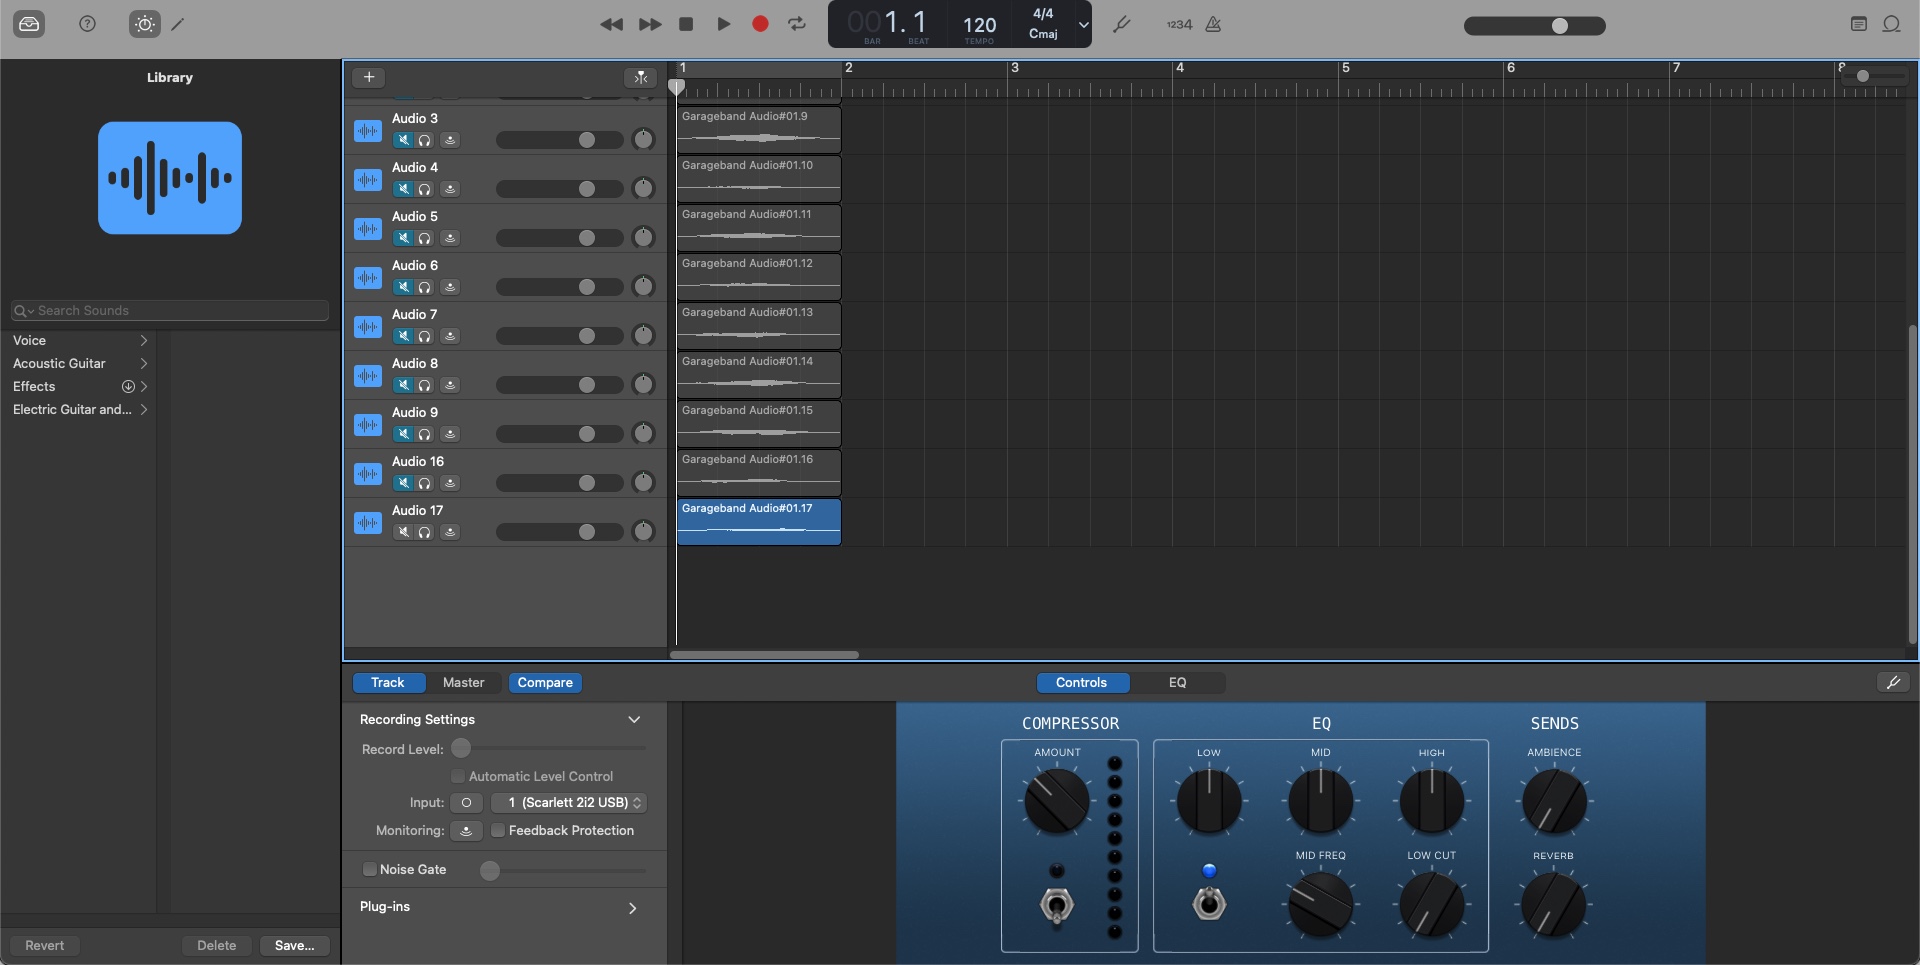 001.1
BAR
BEAT
120
TEMPO
4/4
Cmaj
1234
Library
Search Sounds
Voice
Acoustic Guitar
Effects
Electric Guitar and...
Revert
Delete
Save...
1
2
3
4
5
6
7
8
Audio 3
Garageband Audio#01.9
Audio 4
Garageband Audio#01.10
Audio 5
Garageband Audio#01.11
Audio 6
Garageband Audio#01.12
Audio 7
Garageband Audio#01.13
Audio 8
Garageband Audio#01.14
Audio 9
Garageband Audio#01.15
Audio 16
Garageband Audio#01.16
Audio 17
Garageband Audio#01.17
Track
Master
Compare
Controls
EQ
Recording Settings
Record Level:
Automatic Level Control
Input:
1 (Scarlett 2i2 USB)
Monitoring:
Feedback Protection
Noise Gate
Plug-ins
COMPRESSOR
AMOUNT
EQ
LOW
MID
HIGH
MID FREQ
LOW CUT
SENDS
AMBIENCE
REVERB